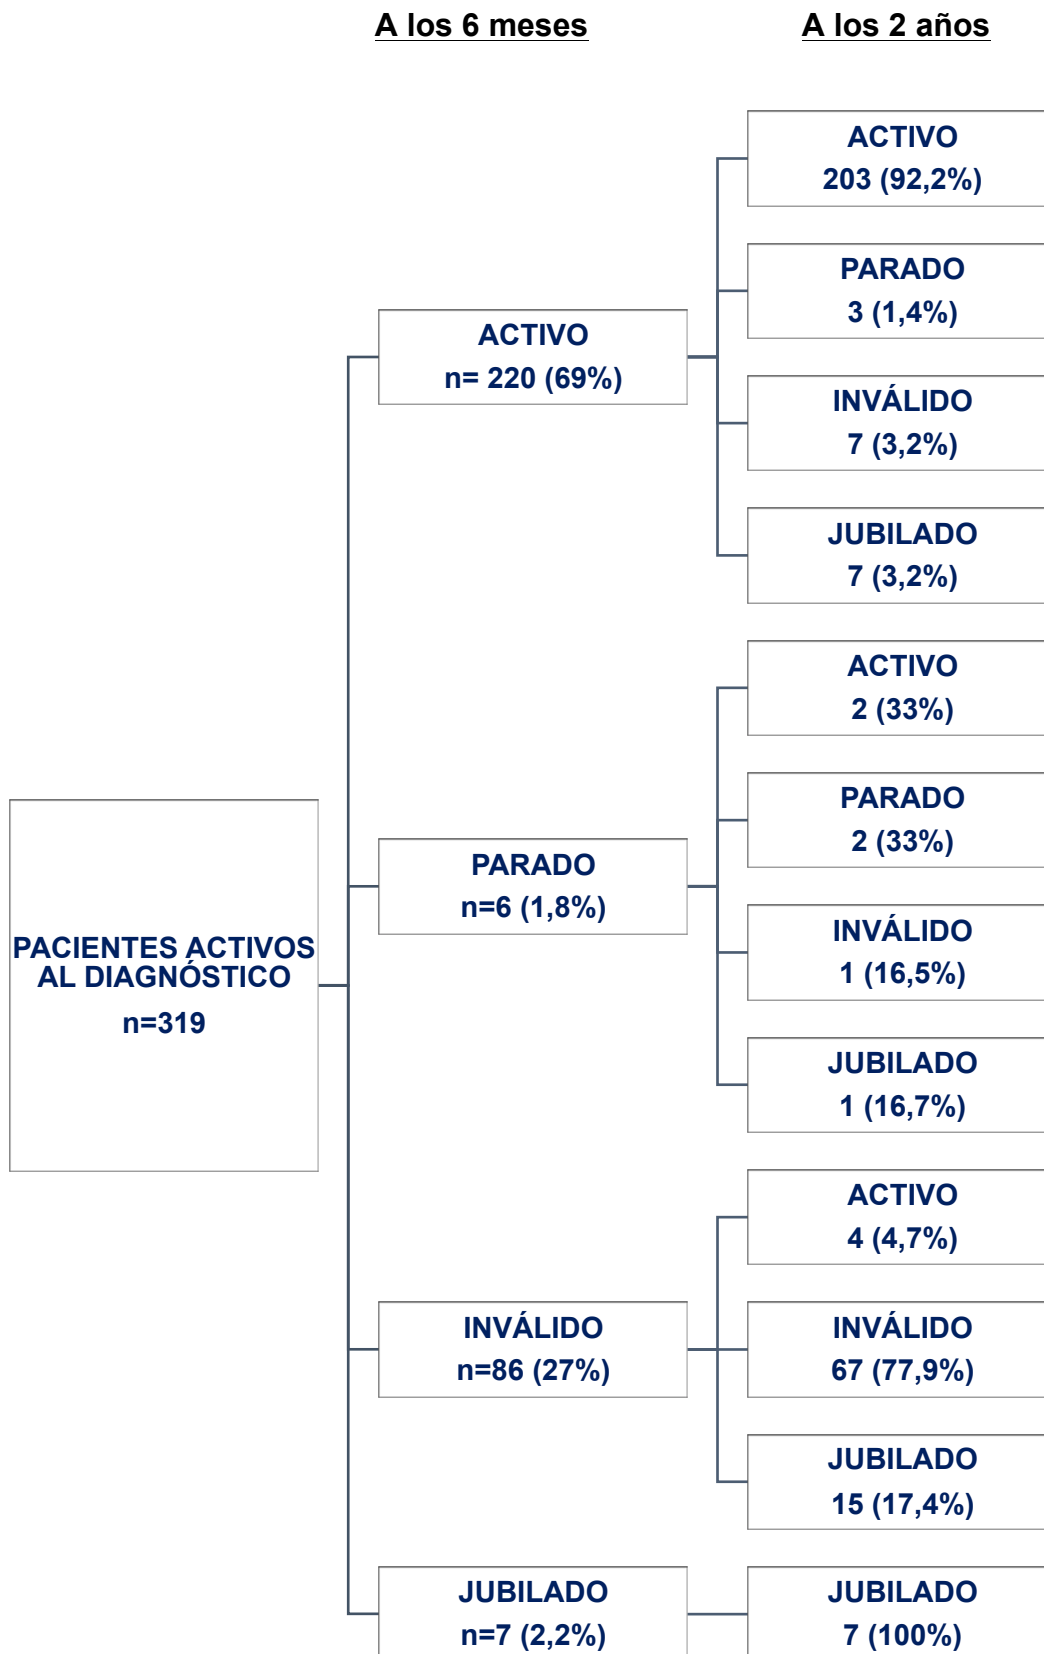 A los 6 meses
A los 2 años
PACIENTES ACTIVOS
AL DIAGNÓSTICO
n=319
ACTIVO
n= 220 (69%)
ACTIVO
203 (92,2%)
PARADO
3 (1,4%)
INVÁLIDO
7 (3,2%)
JUBILADO
7 (3,2%)
PARADO
n=6 (1,8%)
ACTIVO
2 (33%)
PARADO
2 (33%)
INVÁLIDO
1 (16,5%)
JUBILADO
1 (16,7%)
INVÁLIDO
n=86 (27%)
ACTIVO
4 (4,7%)
INVÁLIDO
67 (77,9%)
JUBILADO
15 (17,4%)
JUBILADO
n=7 (2,2%)
JUBILADO
7 (100%)